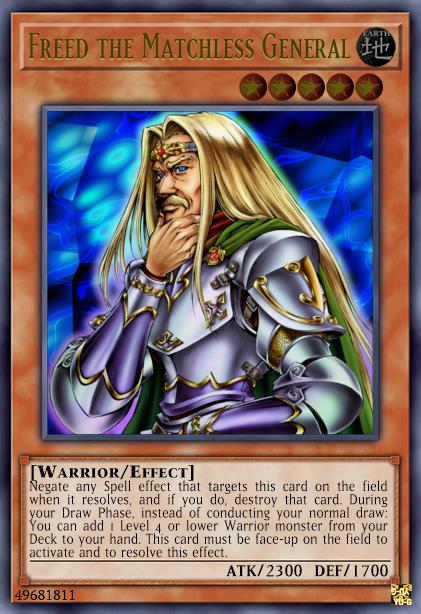 Freed the Matchless General
EARTH
地
[Warrior/Effect]
Negate any Spell effect that targets this card on the field
when it resolves, and if you do, destroy that card. During
your Draw Phase, instead of conducting your normal draw:
You can add 1 Level 4 or lower Warrior monster from your
Deck to your hand. This card must be face-up on the field to
activate and to resolve this effect.
ATK/2300 DEF/1700
49681811